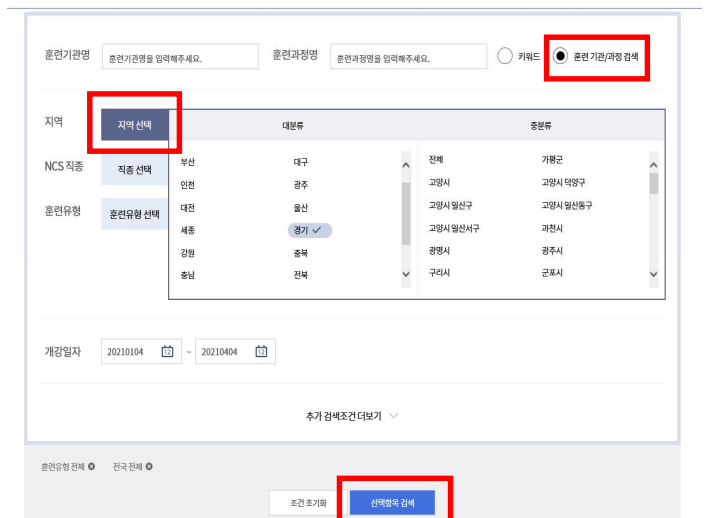 훈련기관명 훈련기관명을 입력해주세요. 훈련과정명 훈련과정명을 입력해주세요. 키워드 훈련 기관/과정 검색
지역 지역 선택 대분류 중분류
NCS 직종 직종 선택
훈련유형 훈련유형 선택
부산 대구 전체 가평군
인천 광주 고양시 고양시 덕양구
대전 울산 고양시 일산구 고양시 일산동구
세종 경기 고양시 일산서구 과천시
강원 충북 광명시 광주시
충남 전북 구리시 군포시
개강일자 20210104 12 ~ 20210404 12
추가 검색조건 더보기
훈련유형 전체 전국 전체
조건 초기화 선택항목 검색